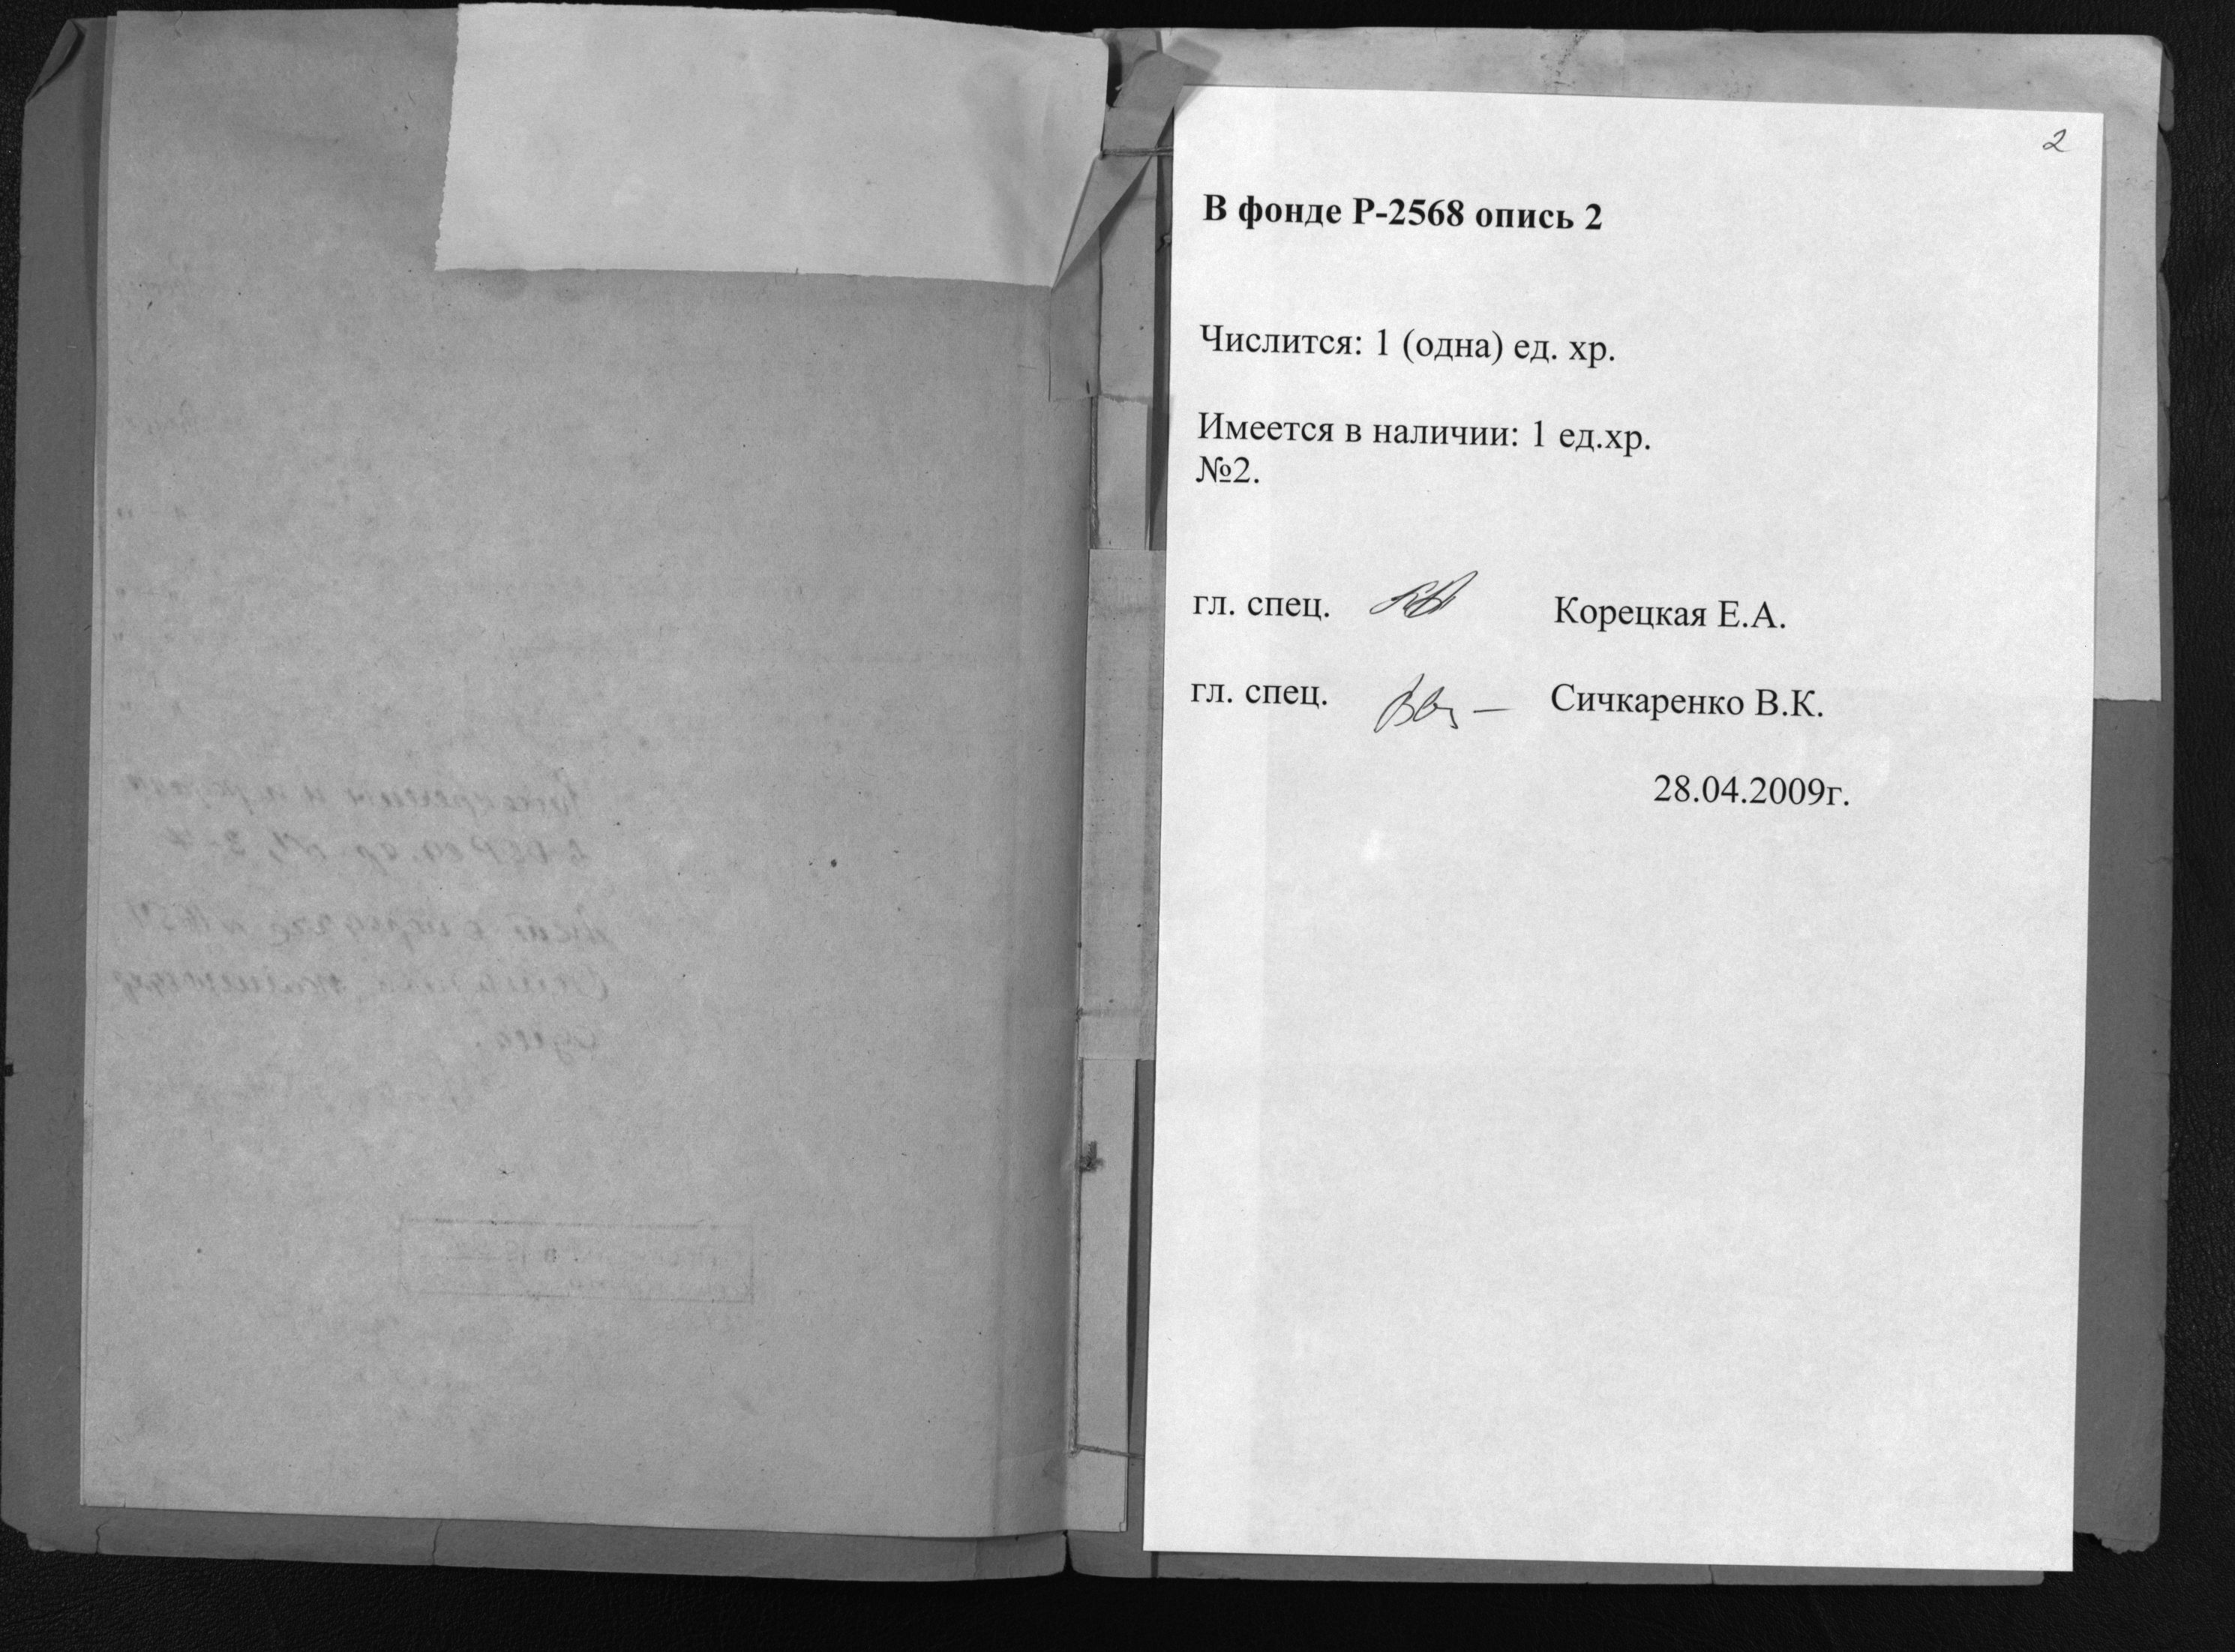 2
В фонде Р-2568 опись 2
Числится: 1 (одна) ед. хр.
Имеется в наличии: 1 ед.хр.
№2.
гл. спец. Корецкая Е.А.
гл. спец. Сичкаренко В.К.
28.04.2009г.